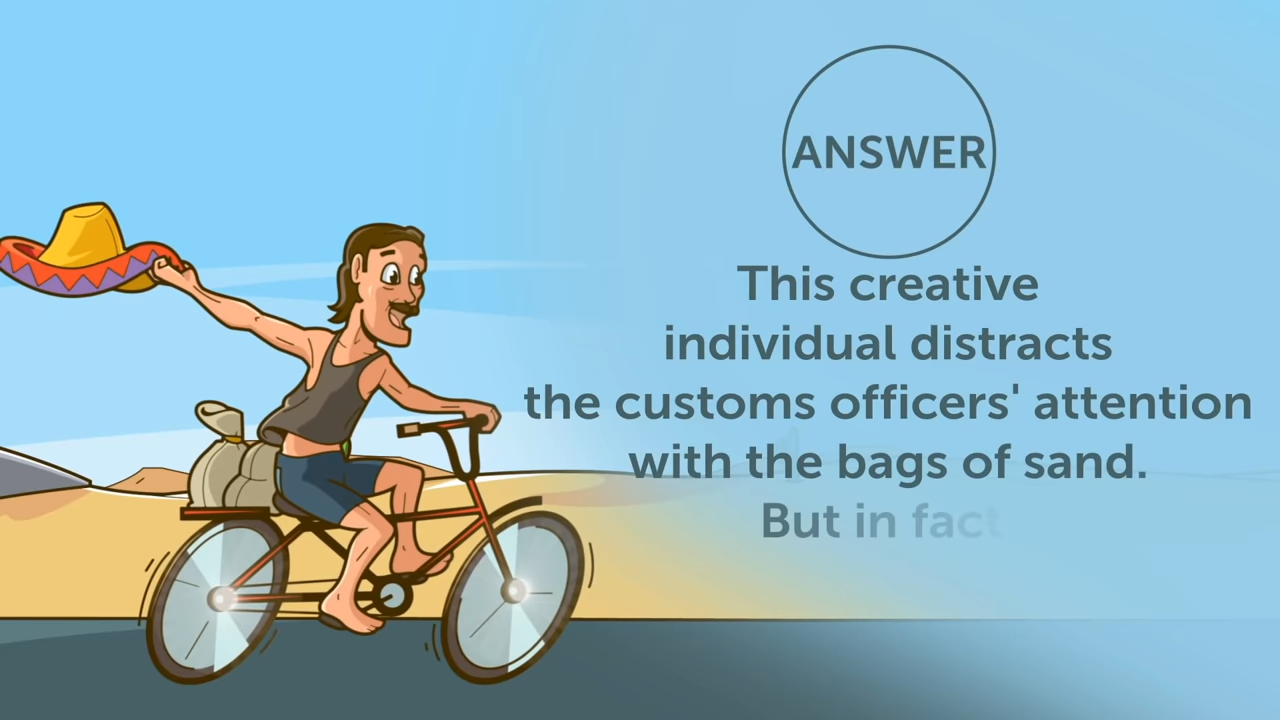 ANSWER
This creative
individual distracts
the customs officers' attention
with the bags of sand.
But in fact